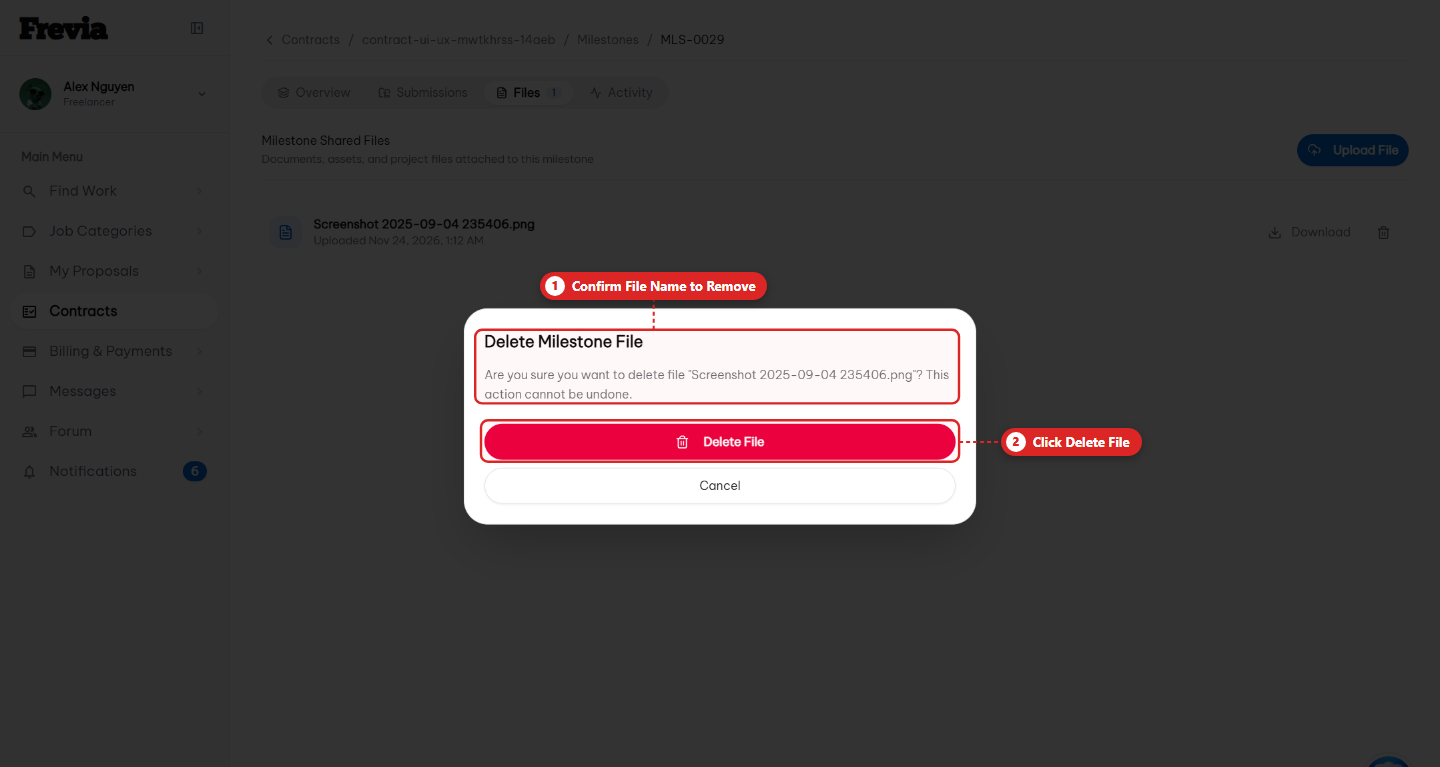 Frevia
Contracts / contract-ui-ux-mwtkhrss-14aeb / Milestones / MLS-0029
Alex Nguyen
Freelancer
Overview Submissions Files 1 Activity
Main Menu
Find Work
Job Categories
My Proposals
Contracts
Billing & Payments
Messages
Forum
Notifications 6
Milestone Shared Files
Documents, assets, and project files attached to this milestone
Upload File
Screenshot 2025-09-04 235406.png
Uploaded Nov 24, 2026, 1:12 AM
Download
1 Confirm File Name to Remove
Delete Milestone File
Are you sure you want to delete file "Screenshot 2025-09-04 235406.png"? This
action cannot be undone.
Delete File
2 Click Delete File
Cancel